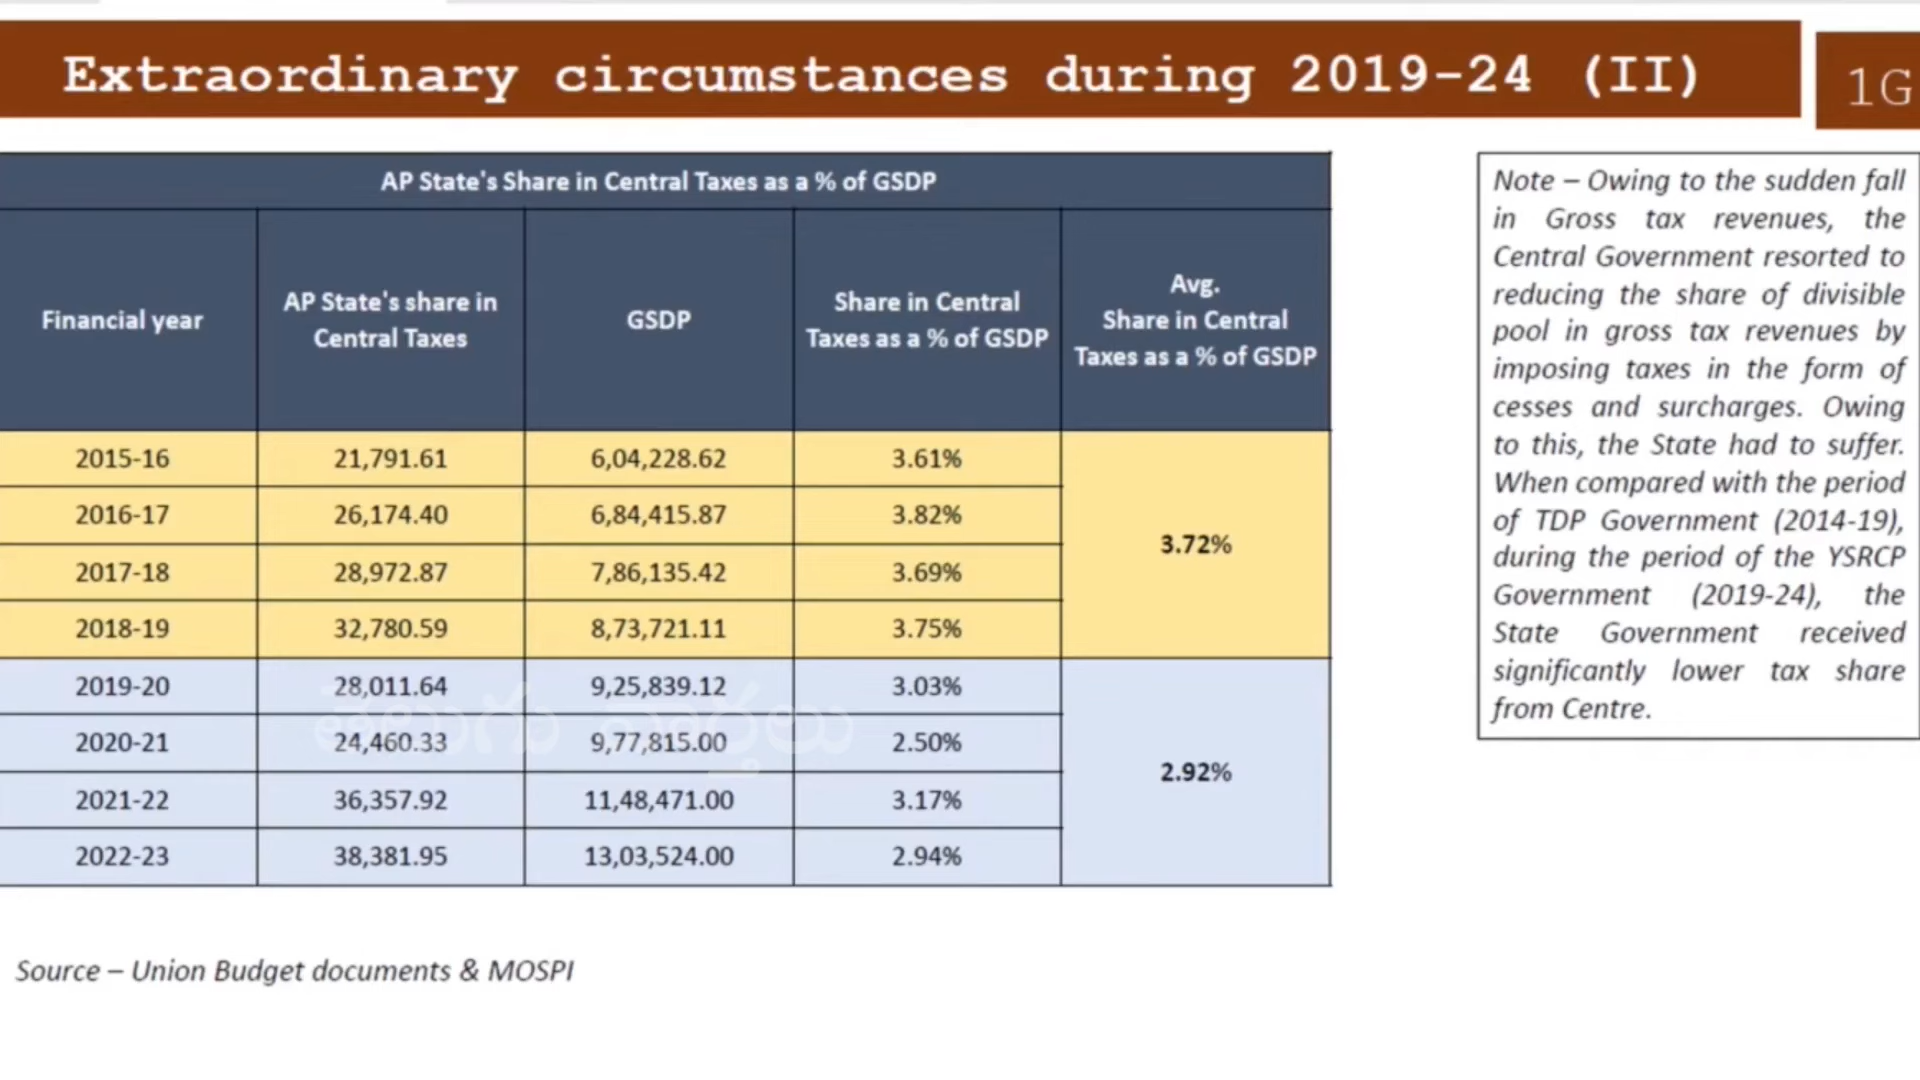 Extraordinary circumstances during 2019-24 (II)
1G
AP State's Share in Central Taxes as a % of GSDP
Financial year
AP State's share in
Central Taxes
GSDP
Share in Central
Taxes as a % of GSDP
Avg.
Share in Central
Taxes as a % of GSDP
2015-16 21,791.61 6,04,228.62 3.61%
2016-17 26,174.40 6,84,415.87 3.82%
3.72%
2017-18 28,972.87 7,86,135.42 3.69%
2018-19 32,780.59 8,73,721.11 3.75%
2019-20 28,011.64 9,25,839.12 3.03%
తెలుగు వార్తలు
2020-21 24,460.33 9,77,815.00 2.50%
2.92%
2021-22 36,357.92 11,48,471.00 3.17%
2022-23 38,381.95 13,03,524.00 2.94%
Source – Union Budget documents & MOSPI
Note – Owing to the sudden fall
in Gross tax revenues, the
Central Government resorted to
reducing the share of divisible
pool in gross tax revenues by
imposing taxes in the form of
cesses and surcharges. Owing
to this, the State had to suffer.
When compared with the period
of TDP Government (2014-19),
during the period of the YSRCP
Government (2019-24), the
State Government received
significantly lower tax share
from Centre.